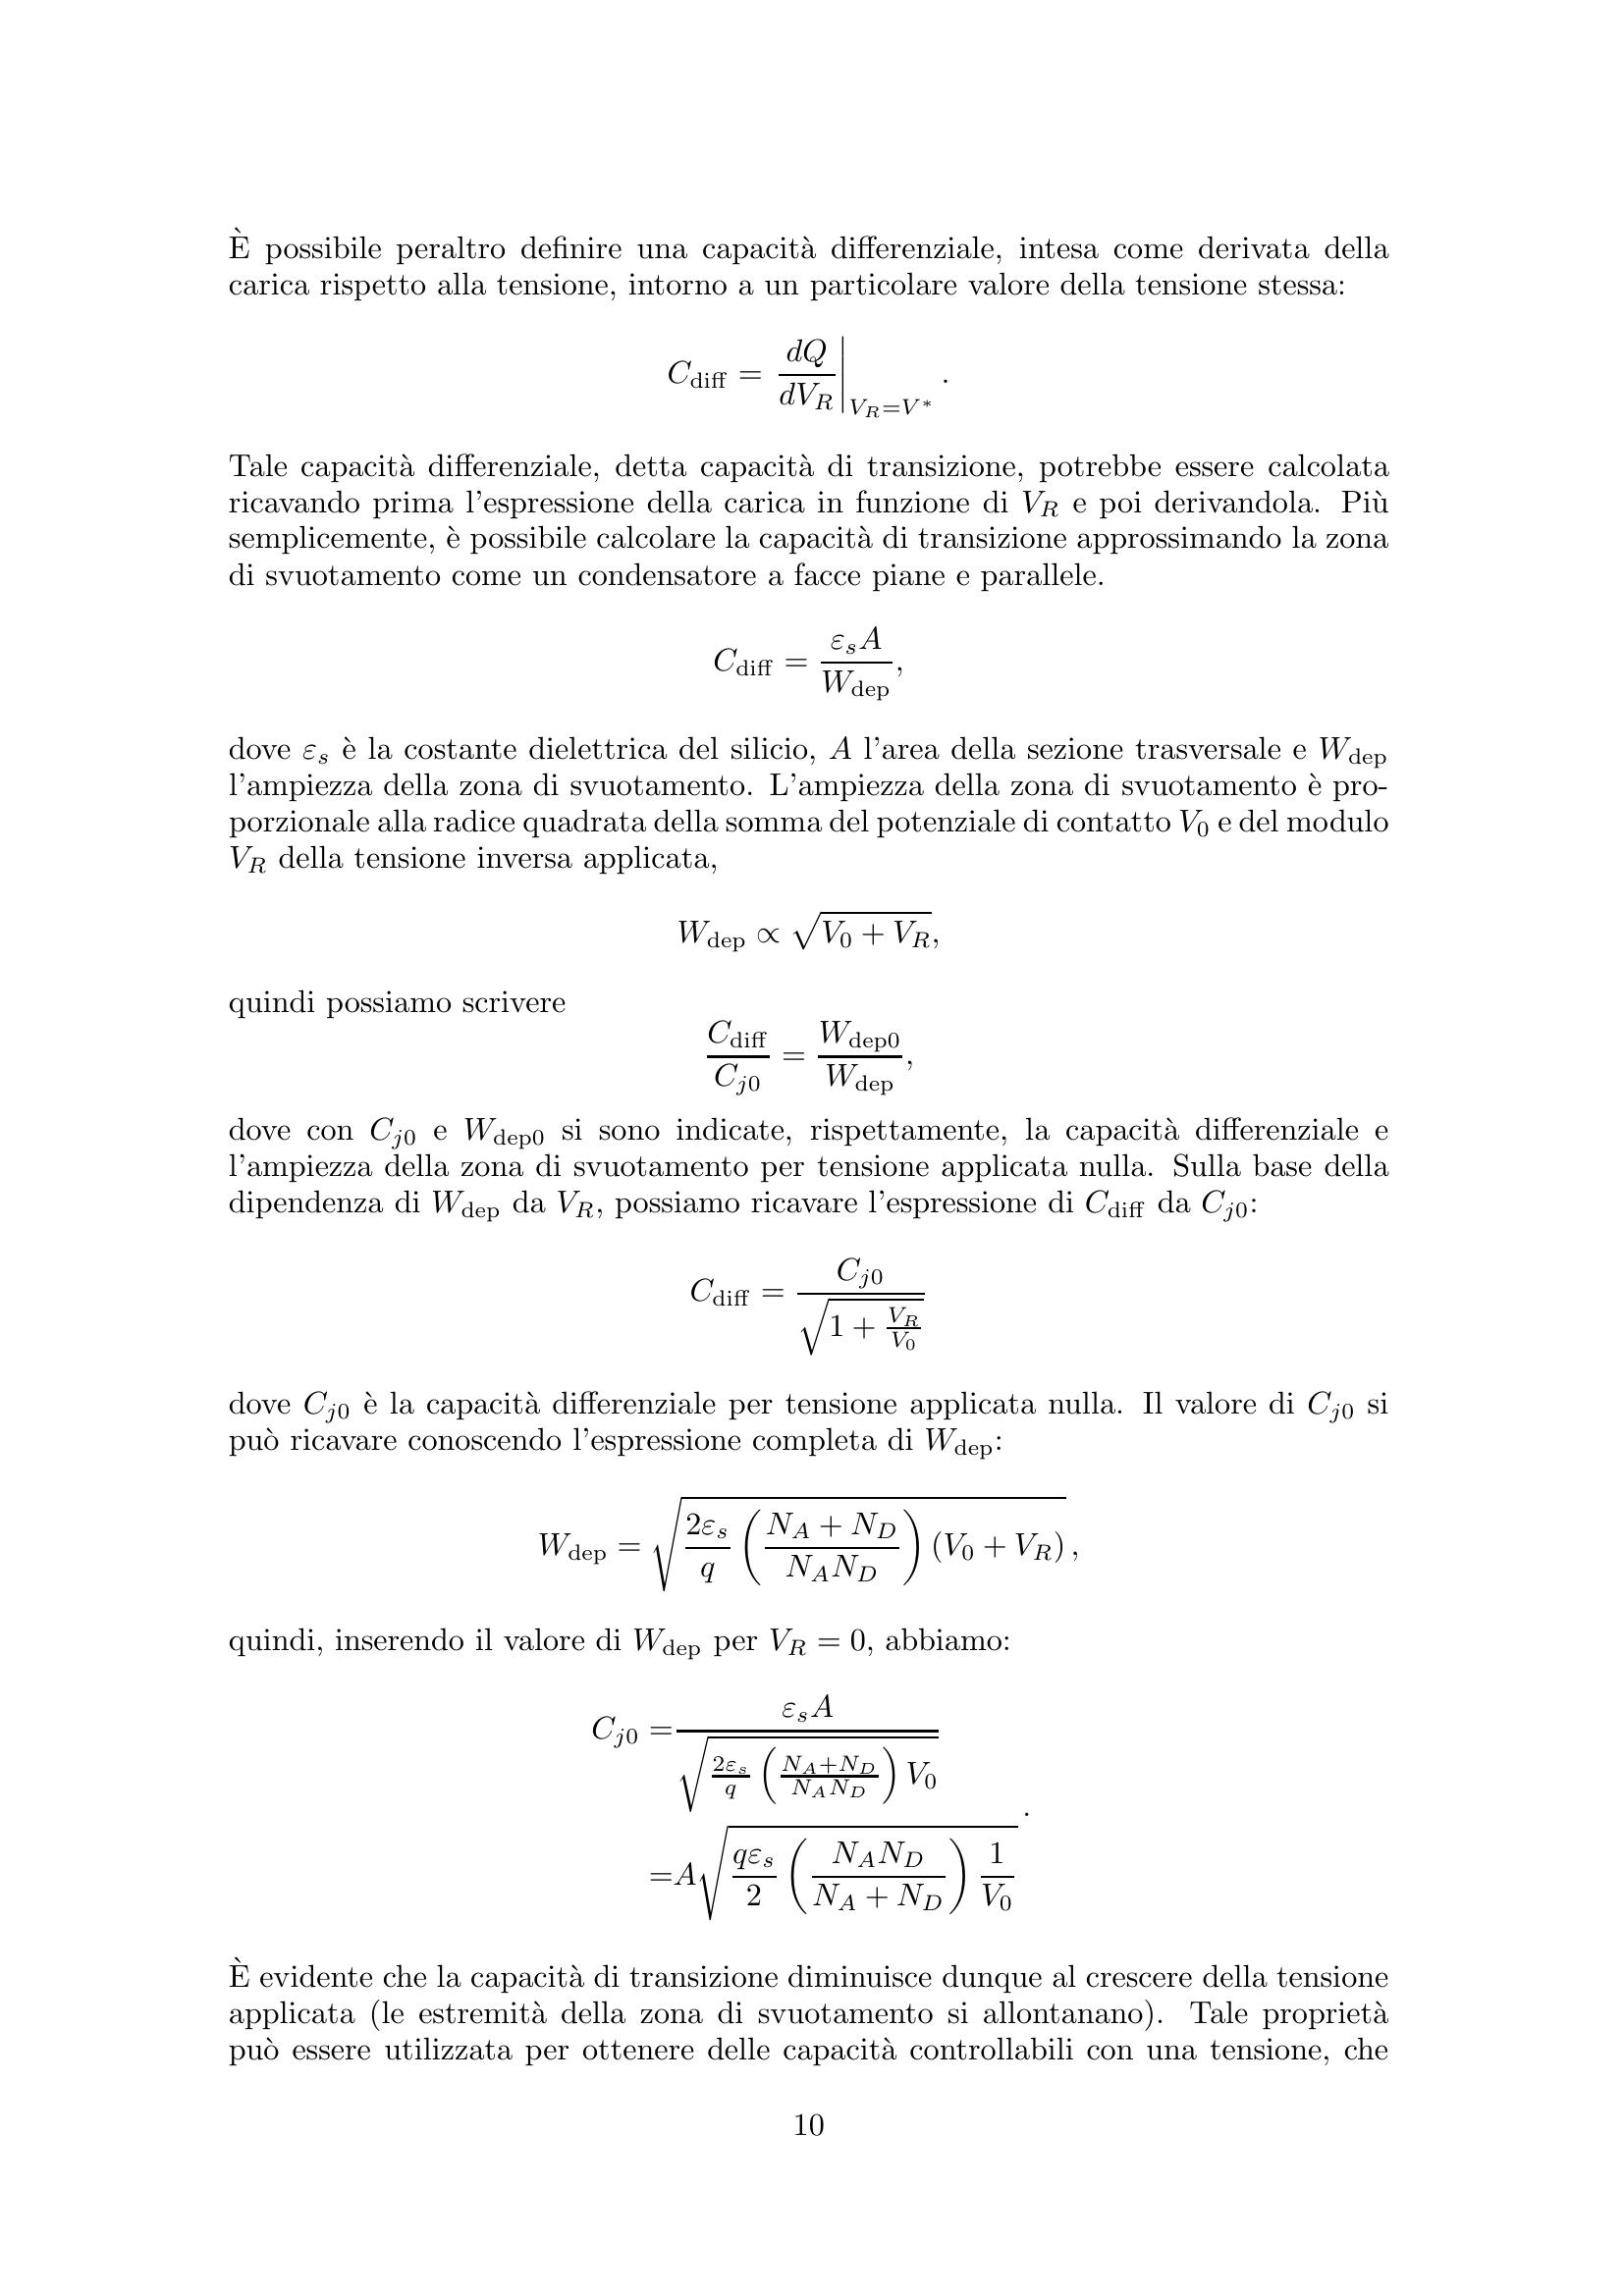 È possibile peraltro definire una capacità differenziale, intesa come derivata della
carica rispetto alla tensione, intorno a un particolare valore della tensione stessa:
$$C_{\text{diff}} = \left.\frac{dQ}{dV_R}\right|_{V_R=V^*}.$$
Tale capacità differenziale, detta capacità di transizione, potrebbe essere calcolata
ricavando prima l'espressione della carica in funzione di $V_R$ e poi derivandola. Più
semplicemente, è possibile calcolare la capacità di transizione approssimando la zona
di svuotamento come un condensatore a facce piane e parallele.
$$C_{\text{diff}} = \frac{\varepsilon_s A}{W_{\text{dep}}},$$
dove $\varepsilon_s$ è la costante dielettrica del silicio, $A$ l'area della sezione trasversale e $W_{\text{dep}}$
l'ampiezza della zona di svuotamento. L'ampiezza della zona di svuotamento è pro-
porzionale alla radice quadrata della somma del potenziale di contatto $V_0$ e del modulo
$V_R$ della tensione inversa applicata,
$$W_{\text{dep}} \propto \sqrt{V_0 + V_R},$$
quindi possiamo scrivere
$$\frac{C_{\text{diff}}}{C_{j0}} = \frac{W_{\text{dep0}}}{W_{\text{dep}}},$$
dove con $C_{j0}$ e $W_{\text{dep0}}$ si sono indicate, rispettamente, la capacità differenziale e
l'ampiezza della zona di svuotamento per tensione applicata nulla. Sulla base della
dipendenza di $W_{\text{dep}}$ da $V_R$, possiamo ricavare l'espressione di $C_{\text{diff}}$ da $C_{j0}$:
$$C_{\text{diff}} = \frac{C_{j0}}{\sqrt{1 + \frac{V_R}{V_0}}}$$
dove $C_{j0}$ è la capacità differenziale per tensione applicata nulla. Il valore di $C_{j0}$ si
può ricavare conoscendo l'espressione completa di $W_{\text{dep}}$:
$$W_{\text{dep}} = \sqrt{\frac{2\varepsilon_s}{q}\left(\frac{N_A + N_D}{N_A N_D}\right)(V_0 + V_R)},$$
quindi, inserendo il valore di $W_{\text{dep}}$ per $V_R = 0$, abbiamo:
$$C_{j0} = \frac{\varepsilon_s A}{\sqrt{\frac{2\varepsilon_s}{q}\left(\frac{N_A+N_D}{N_A N_D}\right)V_0}}$$
$$= A\sqrt{\frac{q\varepsilon_s}{2}\left(\frac{N_A N_D}{N_A + N_D}\right)\frac{1}{V_0}}.$$
È evidente che la capacità di transizione diminuisce dunque al crescere della tensione
applicata (le estremità della zona di svuotamento si allontanano). Tale proprietà
può essere utilizzata per ottenere delle capacità controllabili con una tensione, che
10